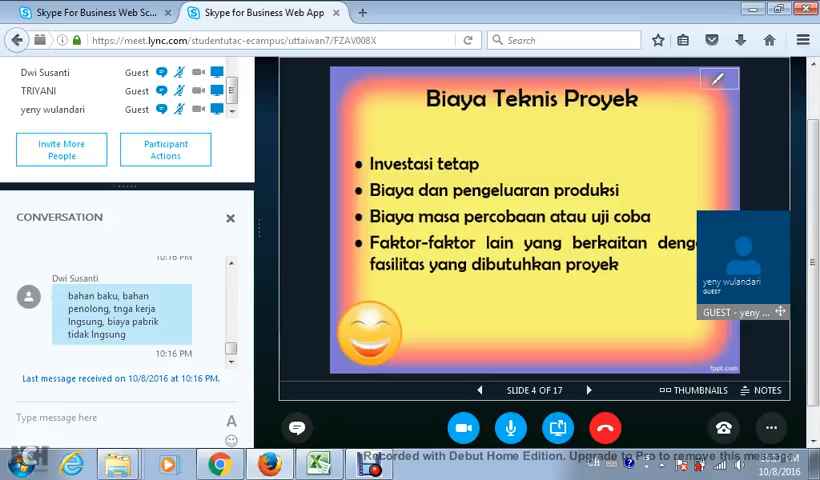 Skype For Business Web Sc...
Skype for Business Web App
https://meet.lync.com/studentutac-ecampus/uttaiwan7/FZAV008X
Search
Dwi Susanti Guest
TRIYANI Guest
yeny wulandari Guest
Invite More People
Participant Actions
CONVERSATION
10:16 PM
Dwi Susanti
bahan baku, bahan
penolong, tnga kerja
lngsung, biaya pabrik
tidak lngsung
10:16 PM
Last message received on 10/8/2016 at 10:16 PM.
Type message here
A
Biaya Teknis Proyek
• Investasi tetap
• Biaya dan pengeluaran produksi
• Biaya masa percobaan atau uji coba
• Faktor-faktor lain yang berkaitan deng
fasilitas yang dibutuhkan proyek
fppt.com
yeny wulandari
GUEST
GUEST - yeny ...
SLIDE 4 OF 17
THUMBNAILS
NOTES
Recorded with Debut Home Edition. Upgrade to Pro to remove this message.
CH
10/8/2016